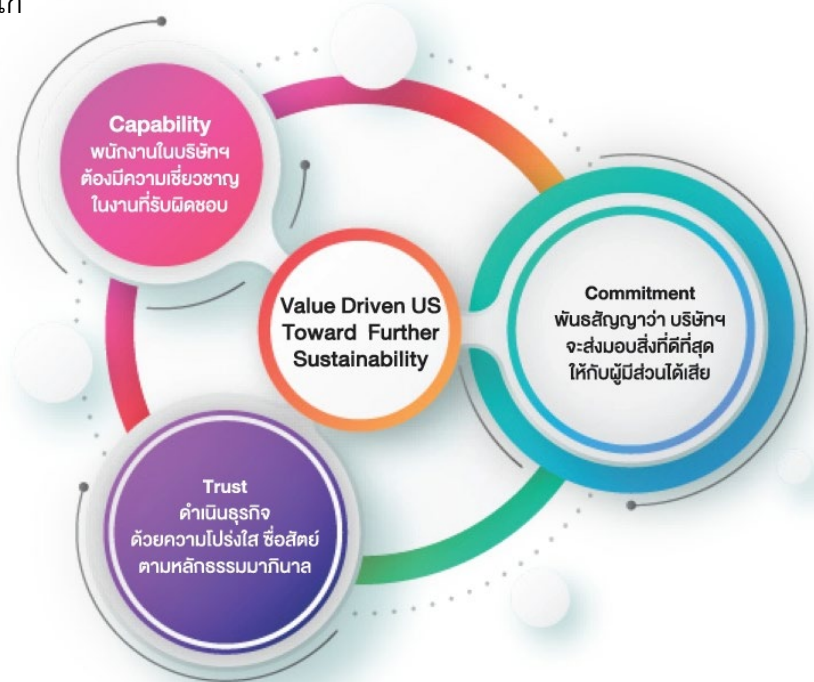 Capability
พนักงานในบริษัทฯ
ต้องมีความเชี่ยวชาญ
ในงานที่รับผิดชอบ
Value Driven US
Toward Further
Sustainability
Commitment
พันธสัญญาว่า บริษัทฯ
จะส่งมอบสิ่งที่ดีที่สุด
ให้กับผู้มีส่วนได้เสีย
Trust
ดำเนินธุรกิจ
ด้วยความโปร่งใส ซื่อสัตย์
ตามหลักธรรมมาภินาล